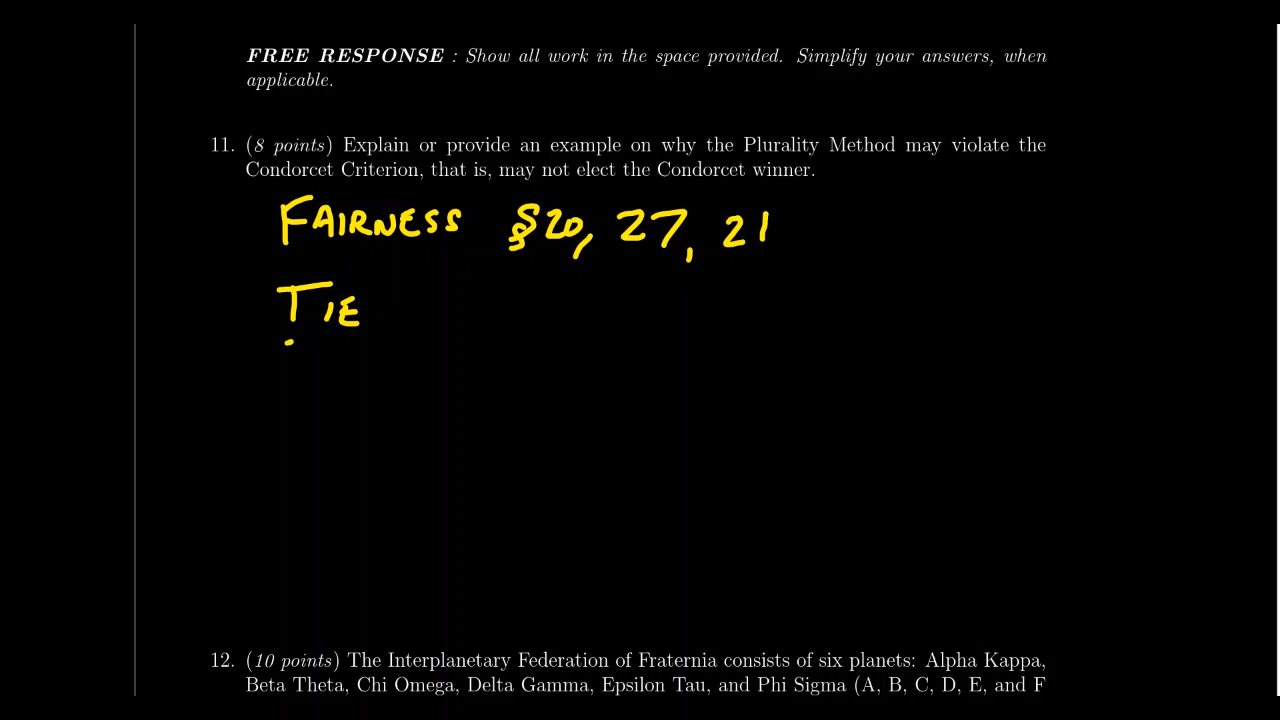 FREE RESPONSE : Show all work in the space provided. Simplify your answers, when
applicable.
11. (8 points) Explain or provide an example on why the Plurality Method may violate the
Condorcet Criterion, that is, may not elect the Condorcet winner.
FAIRNESS §20, 27, 21
TIE
12. (10 points) The Interplanetary Federation of Fraternia consists of six planets: Alpha Kappa,
Beta Theta, Chi Omega, Delta Gamma, Epsilon Tau, and Phi Sigma (A, B, C, D, E, and F